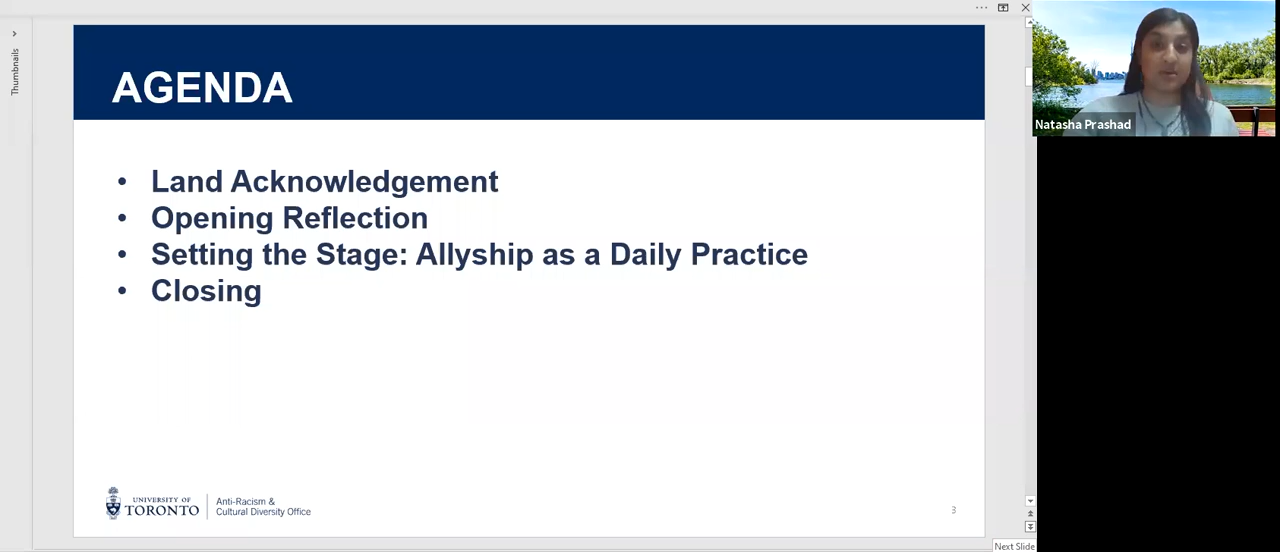 Thumbnails
AGENDA
• Land Acknowledgement
• Opening Reflection
• Setting the Stage: Allyship as a Daily Practice
• Closing
UNIVERSITY OF
TORONTO
Anti-Racism &
Cultural Diversity Office
3
Next Slide
Natasha Prashad